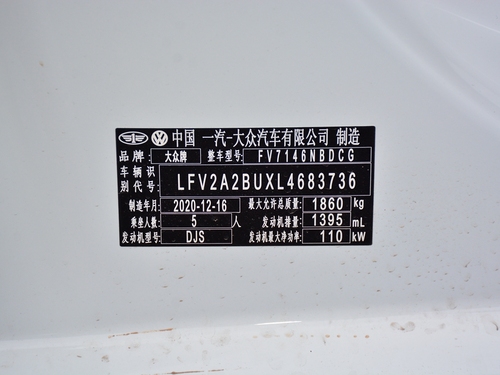 中国 一汽-大众汽车有限公司 制造
品牌: 大众牌 整车型号: FV7146NBDCG
车辆识别代号: LFV2A2BUXL4683736
制造年月: 2020-12-16 最大允许总质量: 1860 kg
乘坐人数: 5 人 发动机排量: 1395 mL
发动机型号: DJS 发动机最大净功率: 110 kW